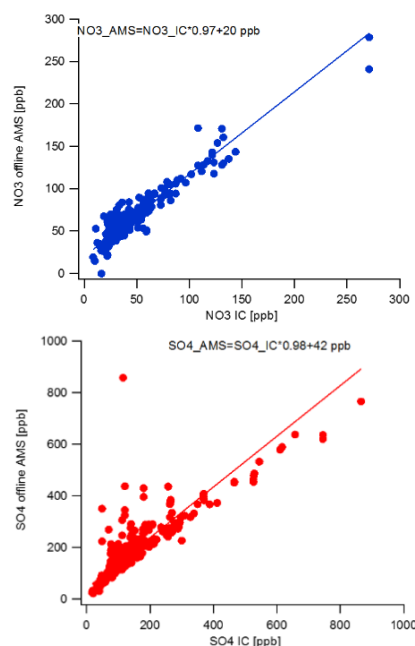 300
NO3_AMS=NO3_IC*0.97+20 ppb
250
200
150
100
50
0
NO3 offline AMS [ppb]
0 50 100 150 200 250 300
NO3 IC [ppb]
1000
SO4_AMS=SO4_IC*0.98+42 ppb
800
600
400
200
0
SO4 offline AMS [ppb]
0 200 400 600 800 1000
SO4 IC [ppb]